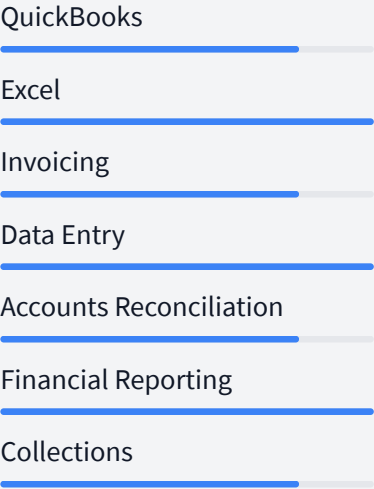 QuickBooks
Excel
Invoicing
Data Entry
Accounts Reconciliation
Financial Reporting
Collections